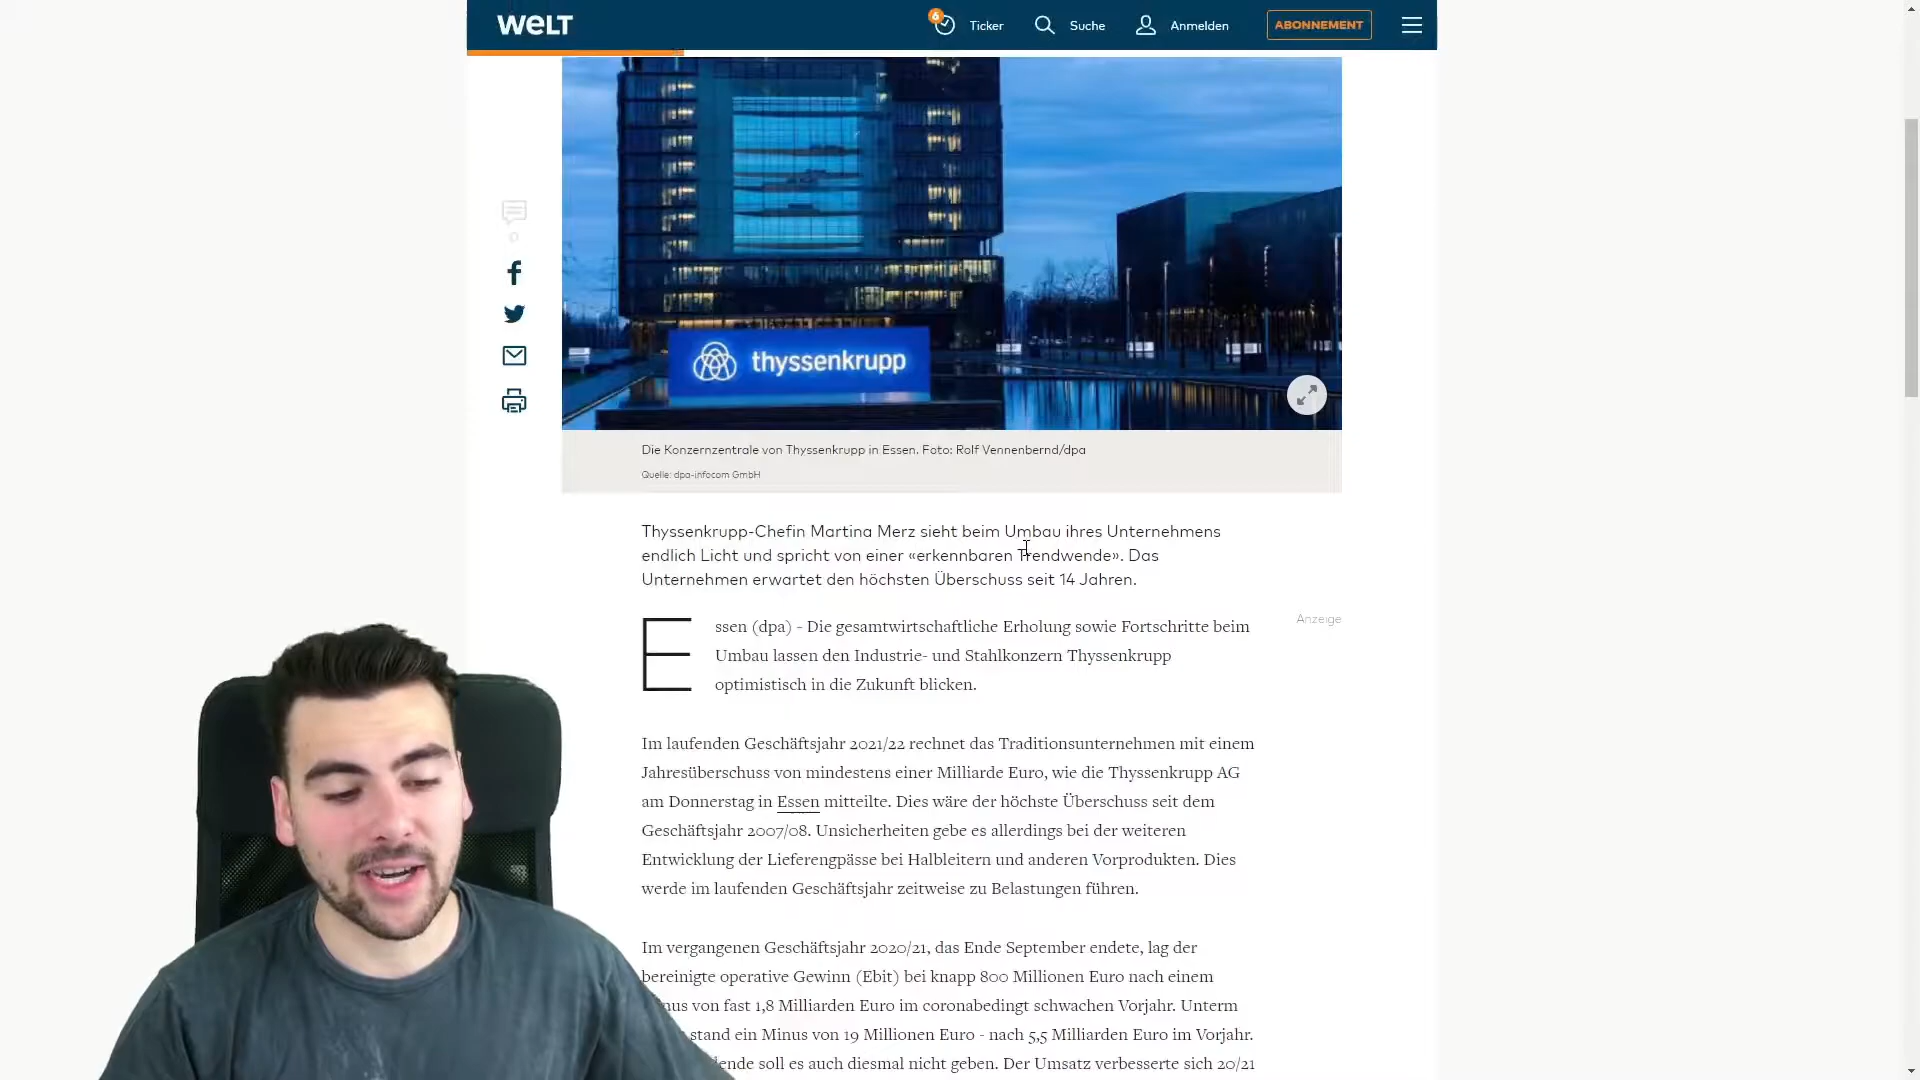 WELT
6
Ticker
Suche
Anmelden
ABONNEMENT
thyssenkrupp
0
Die Konzernzentrale von Thyssenkrupp in Essen. Foto: Rolf Vennenbernd/dpa
Quelle: dpa-infocom GmbH
Thyssenkrupp-Chefin Martina Merz sieht beim Umbau ihres Unternehmens
endlich Licht und spricht von einer «erkennbaren Trendwende». Das
Unternehmen erwartet den höchsten Überschuss seit 14 Jahren.
Anzeige
Essen (dpa) - Die gesamtwirtschaftliche Erholung sowie Fortschritte beim
Umbau lassen den Industrie- und Stahlkonzern Thyssenkrupp
optimistisch in die Zukunft blicken.
Im laufenden Geschäftsjahr 2021/22 rechnet das Traditionsunternehmen mit einem
Jahresüberschuss von mindestens einer Milliarde Euro, wie die Thyssenkrupp AG
am Donnerstag in Essen mitteilte. Dies wäre der höchste Überschuss seit dem
Geschäftsjahr 2007/08. Unsicherheiten gebe es allerdings bei der weiteren
Entwicklung der Lieferengpässe bei Halbleitern und anderen Vorprodukten. Dies
werde im laufenden Geschäftsjahr zeitweise zu Belastungen führen.
Im vergangenen Geschäftsjahr 2020/21, das Ende September endete, lag der
bereinigte operative Gewinn (Ebit) bei knapp 800 Millionen Euro nach einem
von fast 1,8 Milliarden Euro im coronabedingt schwachen Vorjahr. Unterm
stand ein Minus von 19 Millionen Euro - nach 5,5 Milliarden Euro im Vorjahr.
soll es auch diesmal nicht geben. Der Umsatz verbesserte sich 20/21